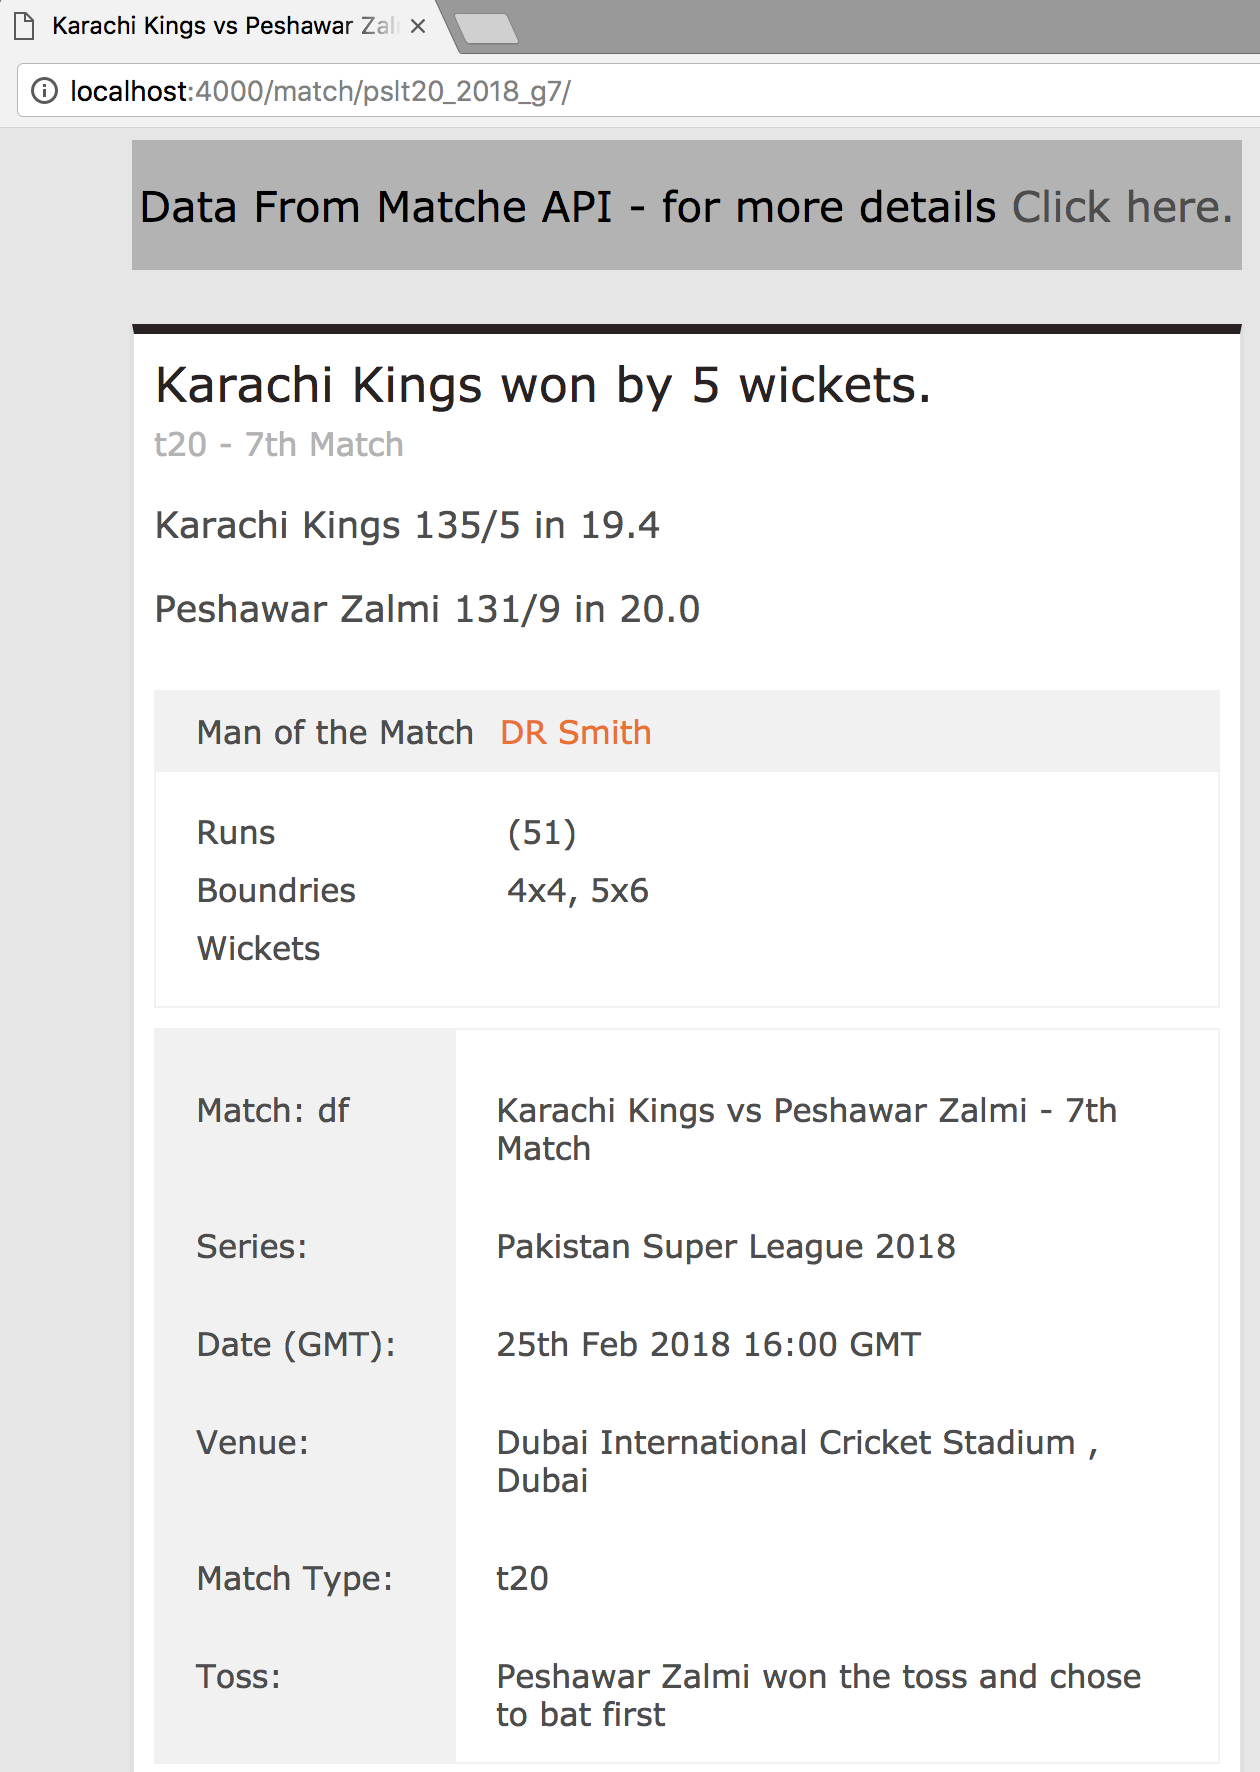 Karachi Kings vs Peshawar Zal
localhost:4000/match/pslt20_2018_g7/
Data From Matche API - for more details Click here.
Karachi Kings won by 5 wickets.
t20 - 7th Match
Karachi Kings 135/5 in 19.4
Peshawar Zalmi 131/9 in 20.0
Man of the Match DR Smith
Runs (51)
Boundries 4x4, 5x6
Wickets
Match: df Karachi Kings vs Peshawar Zalmi - 7th
Match
Series: Pakistan Super League 2018
Date (GMT): 25th Feb 2018 16:00 GMT
Venue: Dubai International Cricket Stadium ,
Dubai
Match Type: t20
Toss: Peshawar Zalmi won the toss and chose
to bat first